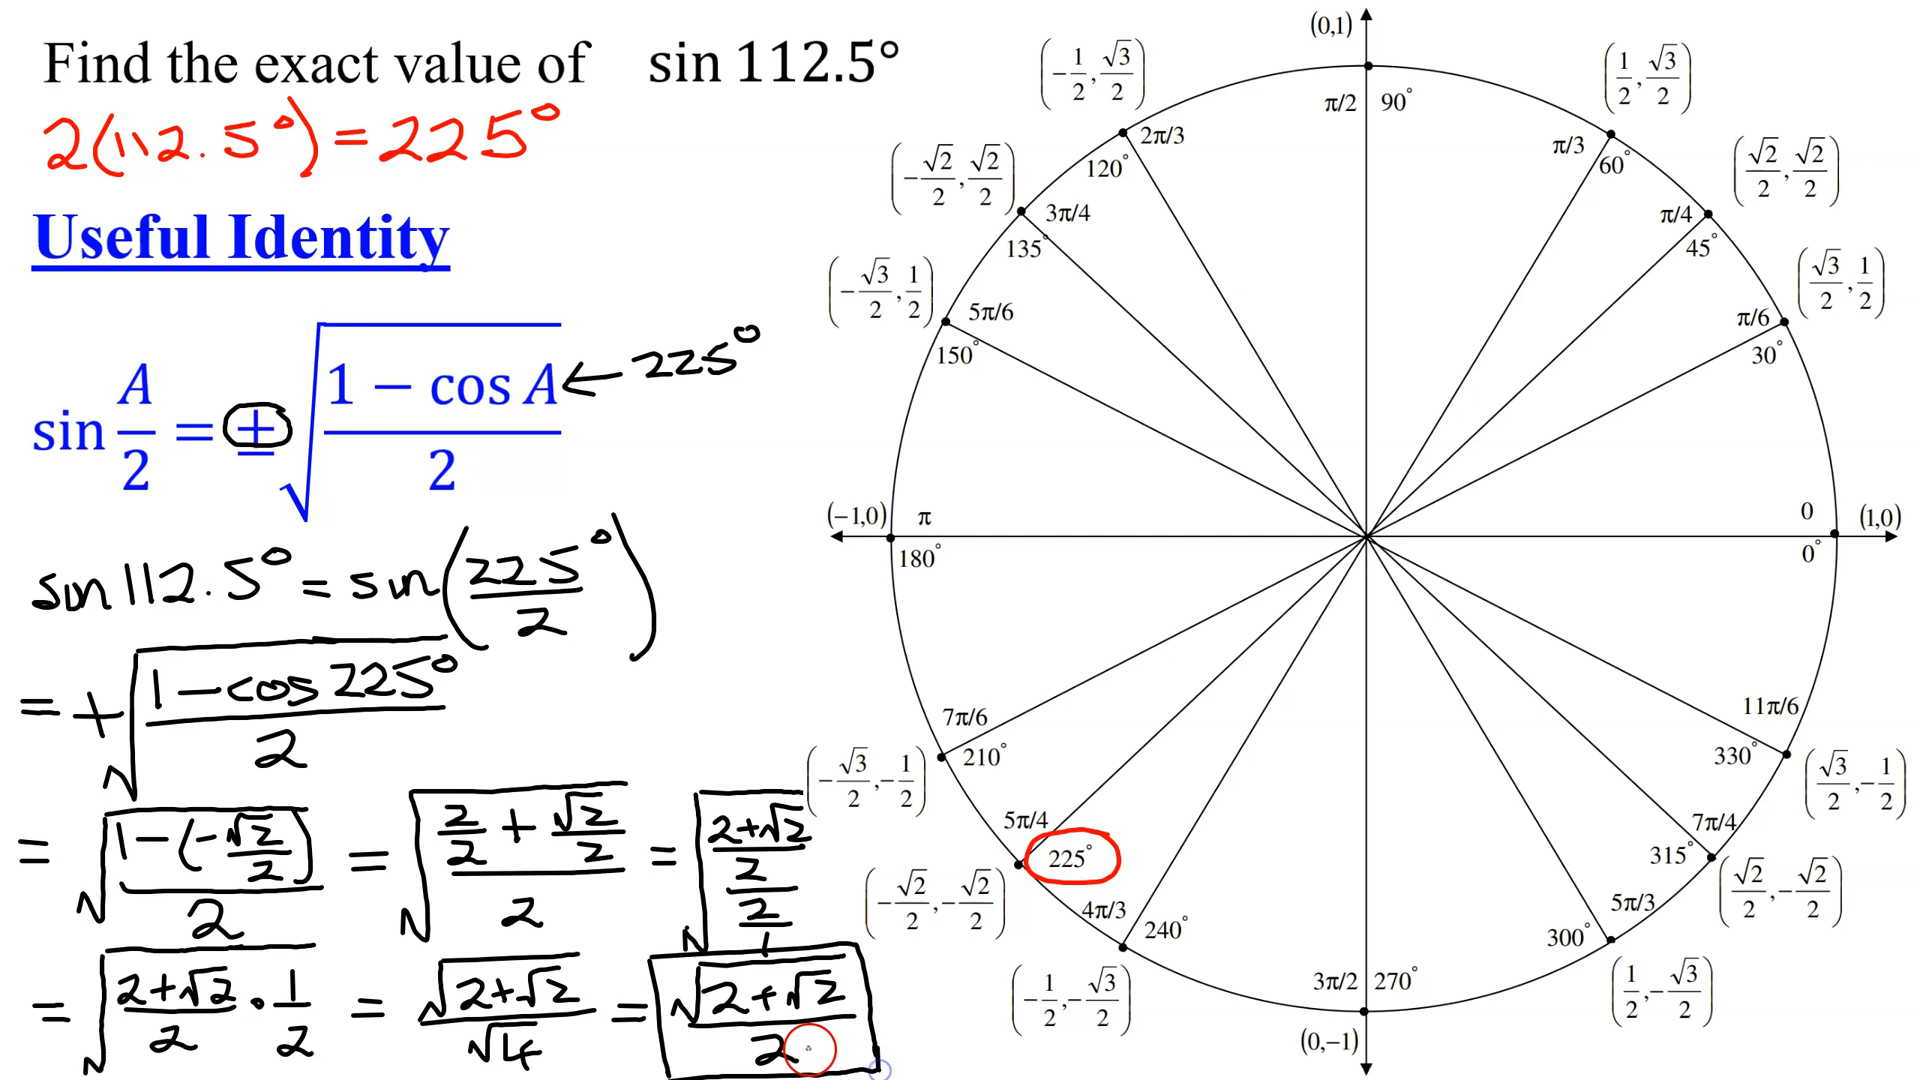 Find the exact value of sin 112.5°
2(112.5°) = 225°
Useful Identity
sin A/2 = ± √((1 − cos A)/2) ← 225°
sin 112.5° = sin(225°/2)
= +√((1 − cos 225°)/2)
= √((1 − (−√2/2))/2) = √((2/2 + √2/2)/2) = √(((2+√2)/2)/(2/1))
= √((2+√2)/2 · 1/2) = √(2+√2)/√4 = √(2+√2)/2
(0,1)
π/2 90°
(−1/2, √3/2) 2π/3 120°
(1/2, √3/2) π/3 60°
(−√2/2, √2/2) 3π/4 135°
(√2/2, √2/2) π/4 45°
(−√3/2, 1/2) 5π/6 150°
(√3/2, 1/2) π/6 30°
(−1,0) π 180°
0 0° (1,0)
7π/6 210° (−√3/2, −1/2)
11π/6 330° (√3/2, −1/2)
5π/4 225° (−√2/2, −√2/2)
7π/4 315° (√2/2, −√2/2)
4π/3 240° (−1/2, −√3/2)
5π/3 300° (1/2, −√3/2)
3π/2 270°
(0,−1)